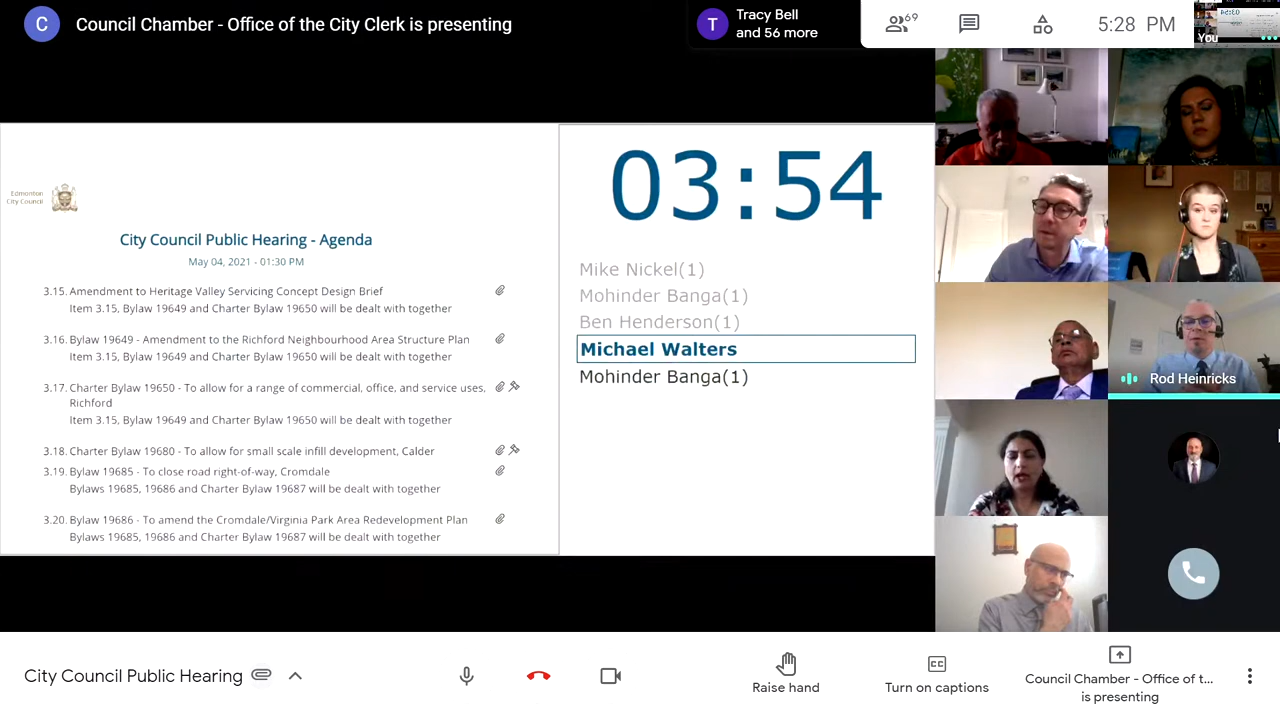 C
Council Chamber - Office of the City Clerk is presenting
T
Tracy Bell
and 56 more
69
5:28 PM
You
Edmonton
City Council
City Council Public Hearing - Agenda
May 04, 2021 - 01:30 PM
3.15. Amendment to Heritage Valley Servicing Concept Design Brief
Item 3.15, Bylaw 19649 and Charter Bylaw 19650 will be dealt with together
3.16. Bylaw 19649 - Amendment to the Richford Neighbourhood Area Structure Plan
Item 3.15, Bylaw 19649 and Charter Bylaw 19650 will be dealt with together
3.17. Charter Bylaw 19650 - To allow for a range of commercial, office, and service uses,
Richford
Item 3.15, Bylaw 19649 and Charter Bylaw 19650 will be dealt with together
3.18. Charter Bylaw 19680 - To allow for small scale infill development, Calder
3.19. Bylaw 19685 - To close road right-of-way, Cromdale
Bylaws 19685, 19686 and Charter Bylaw 19687 will be dealt with together
3.20. Bylaw 19686 - To amend the Cromdale/Virginia Park Area Redevelopment Plan
Bylaws 19685, 19686 and Charter Bylaw 19687 will be dealt with together
03:54
Mike Nickel(1)
Mohinder Banga(1)
Ben Henderson(1)
Michael Walters
Mohinder Banga(1)
Rod Heinricks
City Council Public Hearing
Raise hand
CC
Turn on captions
Council Chamber - Office of t...
is presenting